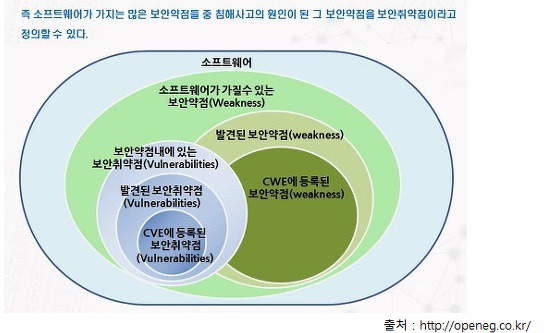 즉 소프트웨어가 가지는 많은 보안약점들 중 침해사고의 원인이 된 그 보안약점을 보안취약점이라고
정의할 수 있다.
소프트웨어
소프트웨어가 가질수 있는
보안약점(Weakness)
발견된 보안약점(weakness)
보안약점내에 있는
보안취약점(Vulnerabilities)
CWE에 등록된
보안약점(weakness)
발견된 보안취약점
(Vulnerabilities)
CVE에 등록된
보안취약점
(Vulnerabilities)
출처 : http://openeg.co.kr/